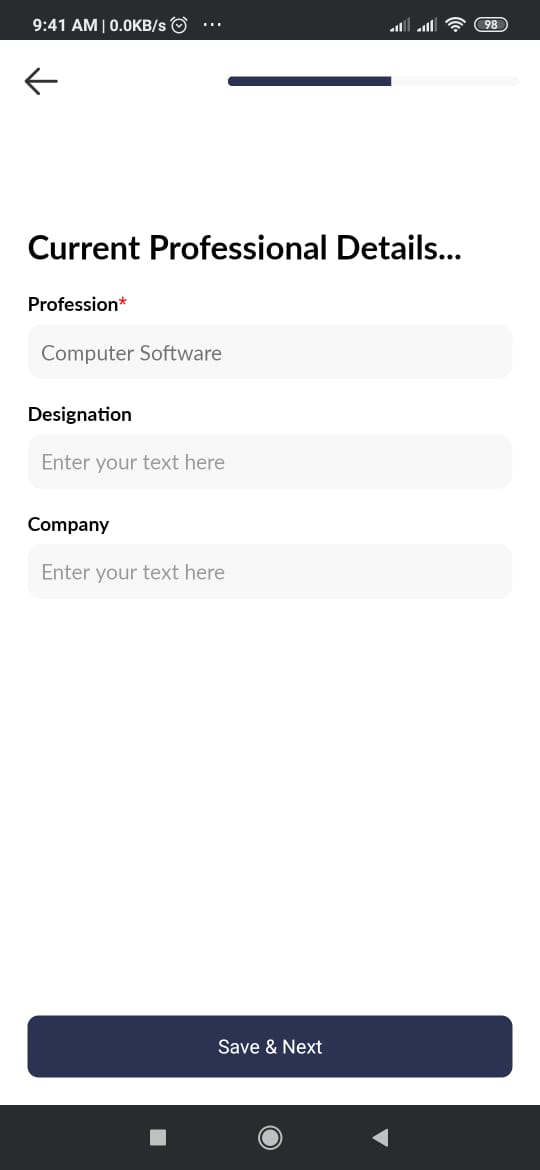 9:41 AM | 0.0KB/s ...
98
Current Professional Details...
Profession*
Computer Software
Designation
Enter your text here
Company
Enter your text here
Save & Next